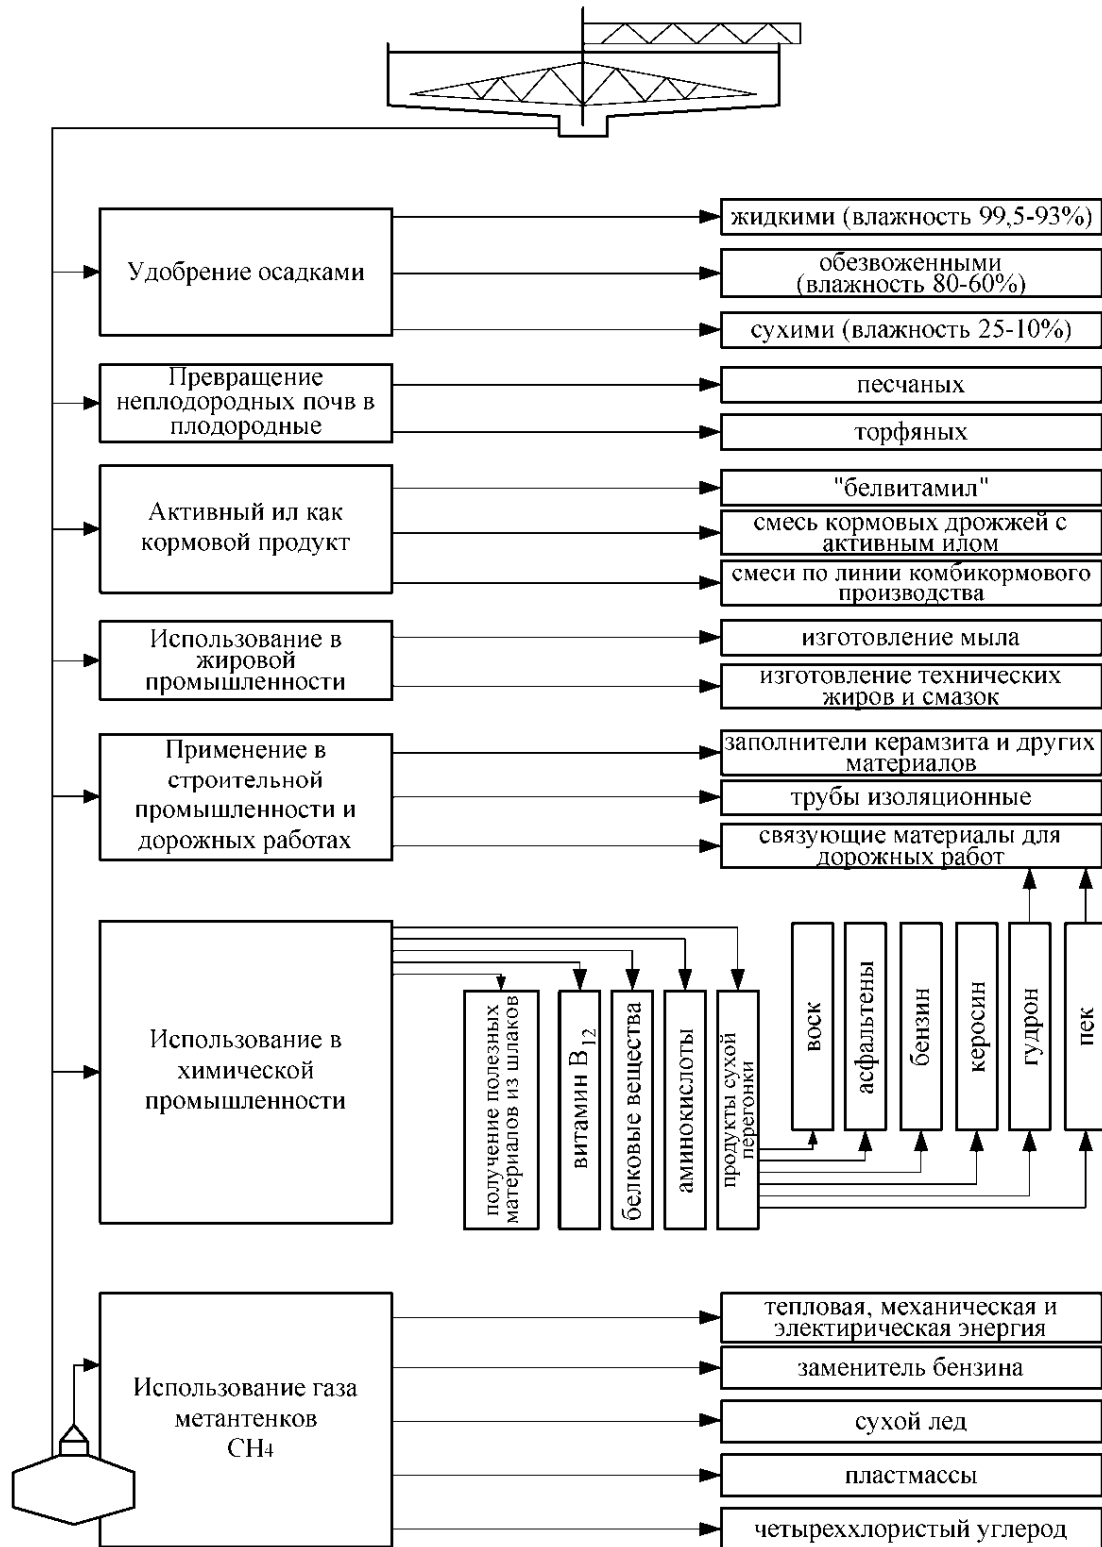 Удобрение осадками
жидкими (влажность 99,5-93%)
обезвоженными
(влажность 80-60%)
сухими (влажность 25-10%)
Превращение
неплодородных почв в
плодородные
песчаных
торфяных
Активный ил как
кормовой продукт
"белвитамил"
смесь кормовых дрожжей с
активным илом
смеси по линии комбикормового
производства
Использование в
жировой
промышленности
изготовление мыла
изготовление технических
жиров и смазок
Применение в
строительной
промышленности и
дорожных работах
заполнители керамзита и других
материалов
трубы изоляционные
связующие материалы для
дорожных работ
Использование в
химической
промышленности
получение полезных
материалов из шлаков
витамин B12
белковые вещества
аминокислоты
продукты сухой
перегонки
воск
асфальтены
бензин
керосин
гудрон
пек
Использование газа
метантенков
CH4
тепловая, механическая и
электирическая энергия
заменитель бензина
сухой лед
пластмассы
четыреххлористый углерод